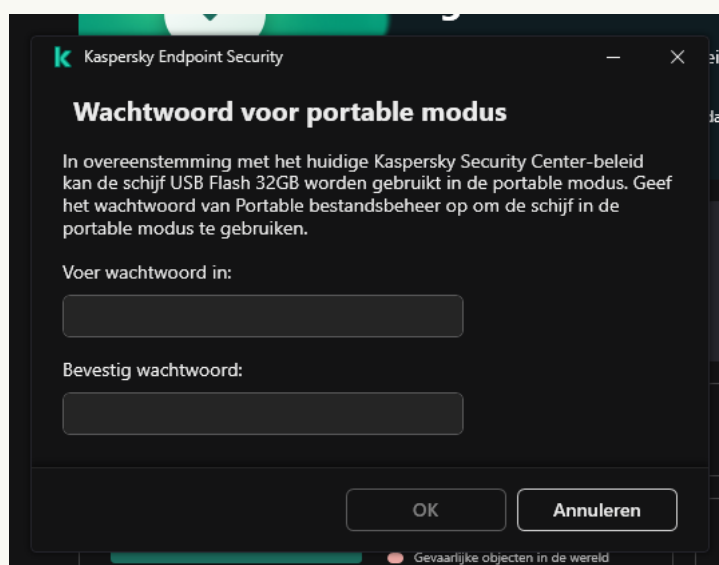 Kaspersky Endpoint Security
Wachtwoord voor portable modus
In overeenstemming met het huidige Kaspersky Security Center-beleid
kan de schijf USB Flash 32GB worden gebruikt in de portable modus. Geef
het wachtwoord van Portable bestandsbeheer op om de schijf in de
portable modus te gebruiken.
Voer wachtwoord in:
Bevestig wachtwoord:
OK
Annuleren
Gevaarlijke objecten in de wereld